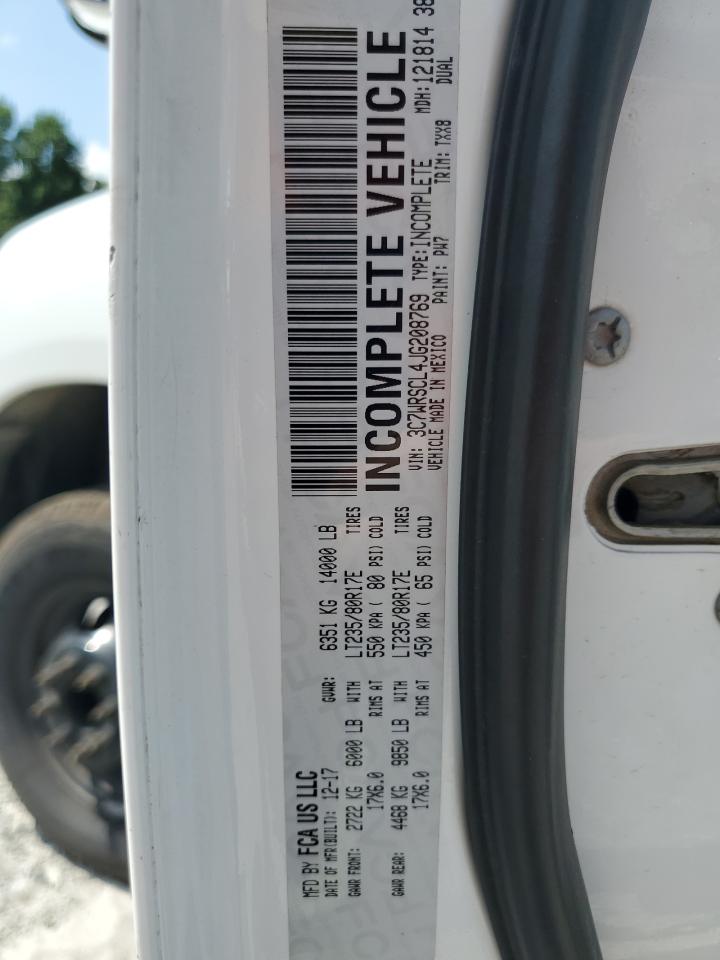 MFD BY FCA US LLC
DATE OF MFR(BUILT): 12-17 GVWR: 6351 KG 14000 LB
GAWR FRONT: 2722 KG 6000 LB WITH LT235/80R17E TIRES
17X6.0 RIMS AT 550 KPA ( 80 PSI) COLD
GAWR REAR: 4468 KG 9850 LB WITH LT235/80R17E TIRES
17X6.0 RIMS AT 450 KPA ( 65 PSI) COLD
INCOMPLETE VEHICLE
VIN: 3C7WRSCL4JG208769 TYPE:INCOMPLETE MDH:121814 38
VEHICLE MADE IN MEXICO PAINT: PW7 TRIM: TXX8 DUAL